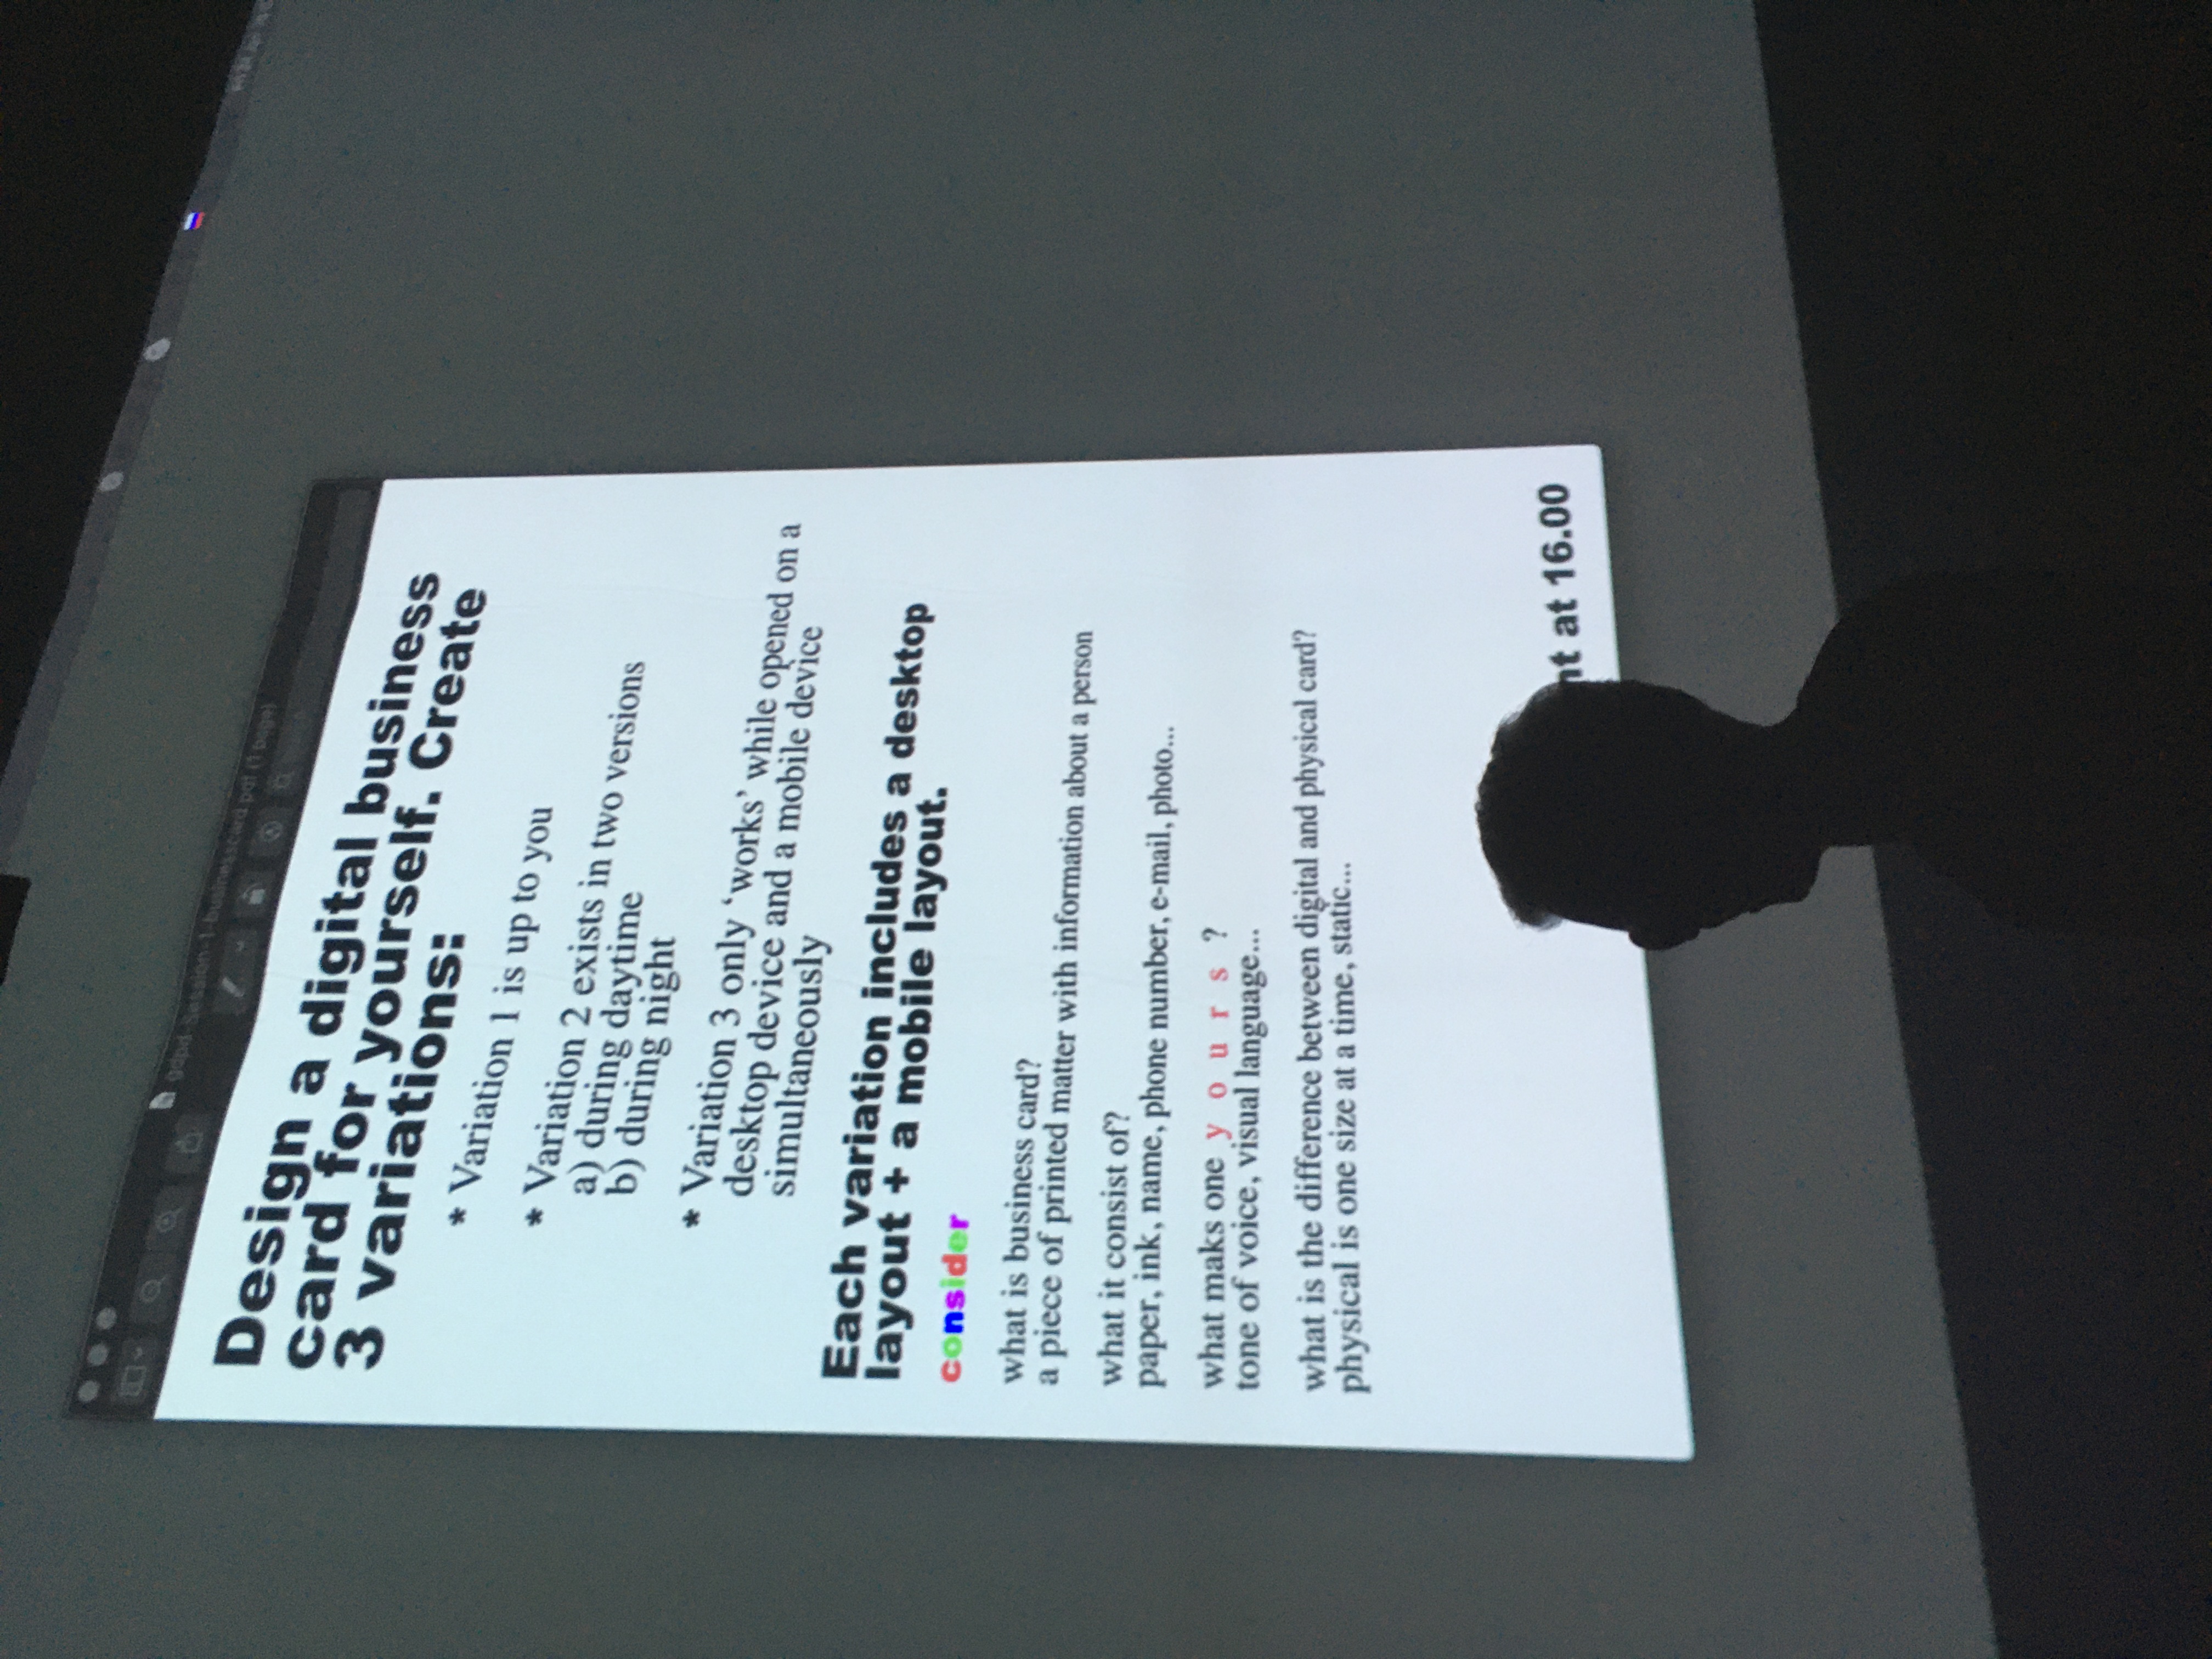 gdpd-Session-1-businesscard.pdf (1 page)
Design a digital business
card for yourself. Create
3 variations:
* Variation 1 is up to you
* Variation 2 exists in two versions
a) during daytime
b) during night
* Variation 3 only ‘works’ while opened on a
desktop device and a mobile device
simultaneously
Each variation includes a desktop
layout + a mobile layout.
consider
what is business card?
a piece of printed matter with information about a person
what it consist of?
paper, ink, name, phone number, e-mail, photo...
what maks one y o u r s ?
tone of voice, visual language...
what is the difference between digital and physical card?
physical is one size at a time, static...
at 16.00